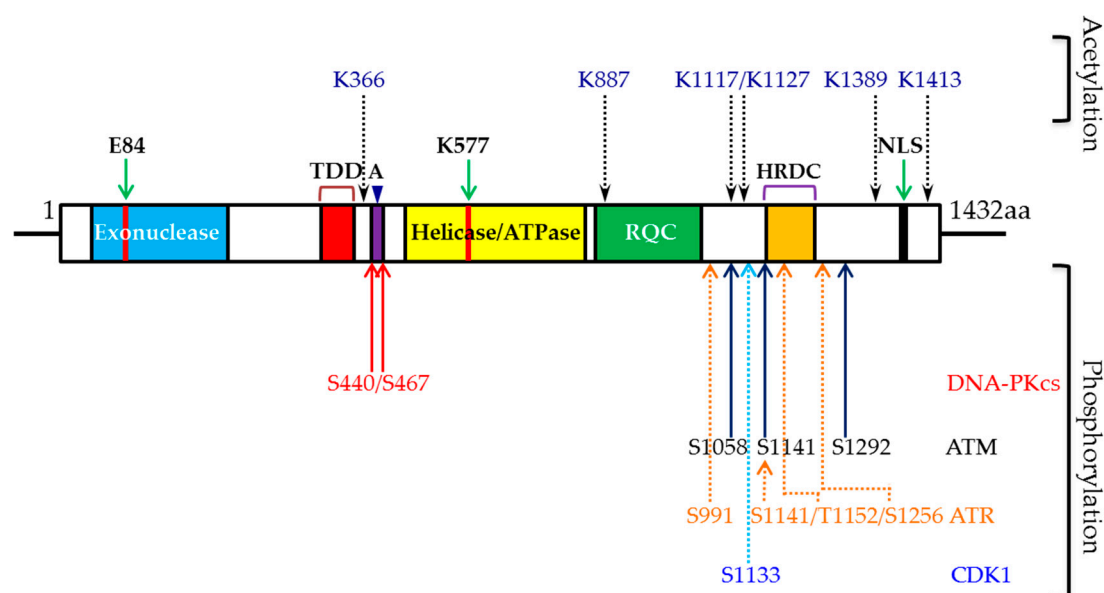 Acetylation
K366 K887 K1117/K1127 K1389 K1413
E84 K577 NLS
TDD A HRDC
1 1432aa
Exonuclease Helicase/ATPase RQC
S440/S467 DNA-PKcs
S1058 S1141 S1292 ATM
S991 S1141/T1152/S1256 ATR
S1133 CDK1
Phosphorylation